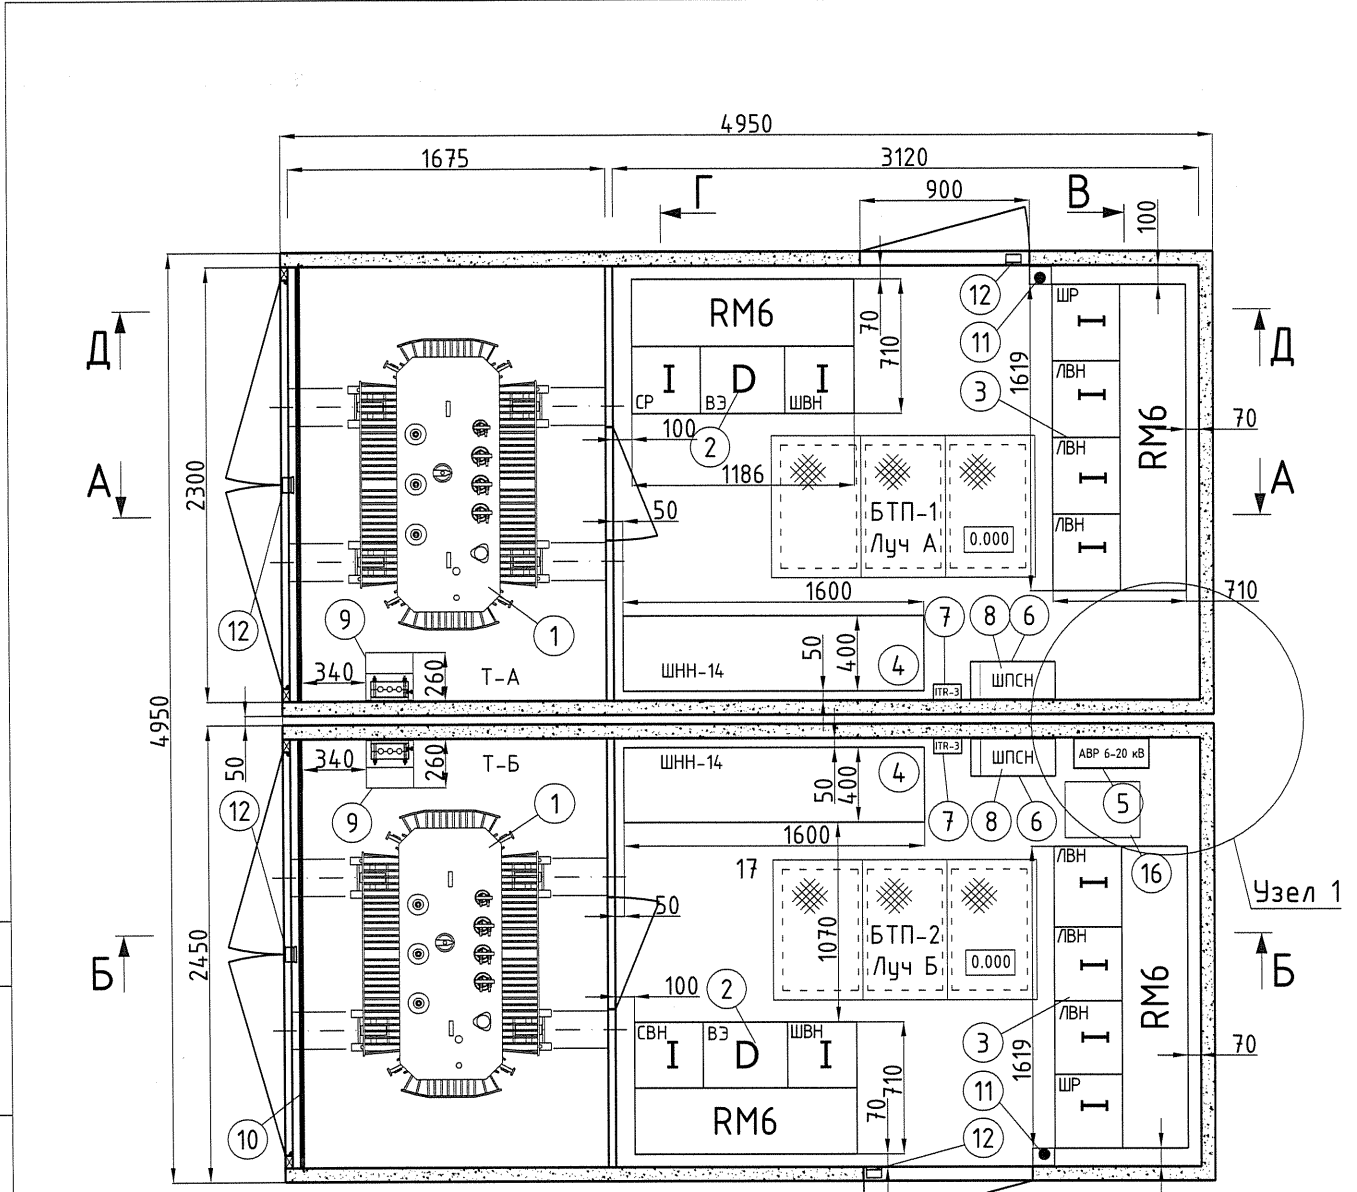 4950
1675
3120
Г
900
В
100
12
11
ШР
I
Д
Д
RM6
I
D
I
СР
ВЭ
ШВН
70
710
1619
3
ЛВН
I
RM6
70
100
2
1186
А
А
ЛВН
I
2300
50
БТП-1
Луч А
0.000
ЛВН
I
1600
710
12
9
1
7
8
6
340
260
Т-А
ШНН-14
50
400
4
ITR-3
ШПСН
4950
50
340
260
Т-Б
ШНН-14
50
400
4
ITR-3
ШПСН
АВР 6-20 кВ
12
9
1
1600
7
8
6
5
17
ЛВН
I
16
Узел 1
50
1070
БТП-2
Луч Б
0.000
ЛВН
I
Б
Б
2450
100
2
СВН
I
ВЭ
D
ШВН
I
RM6
3
ЛВН
I
RM6
70
1619
710
70
11
ШР
I
10
12